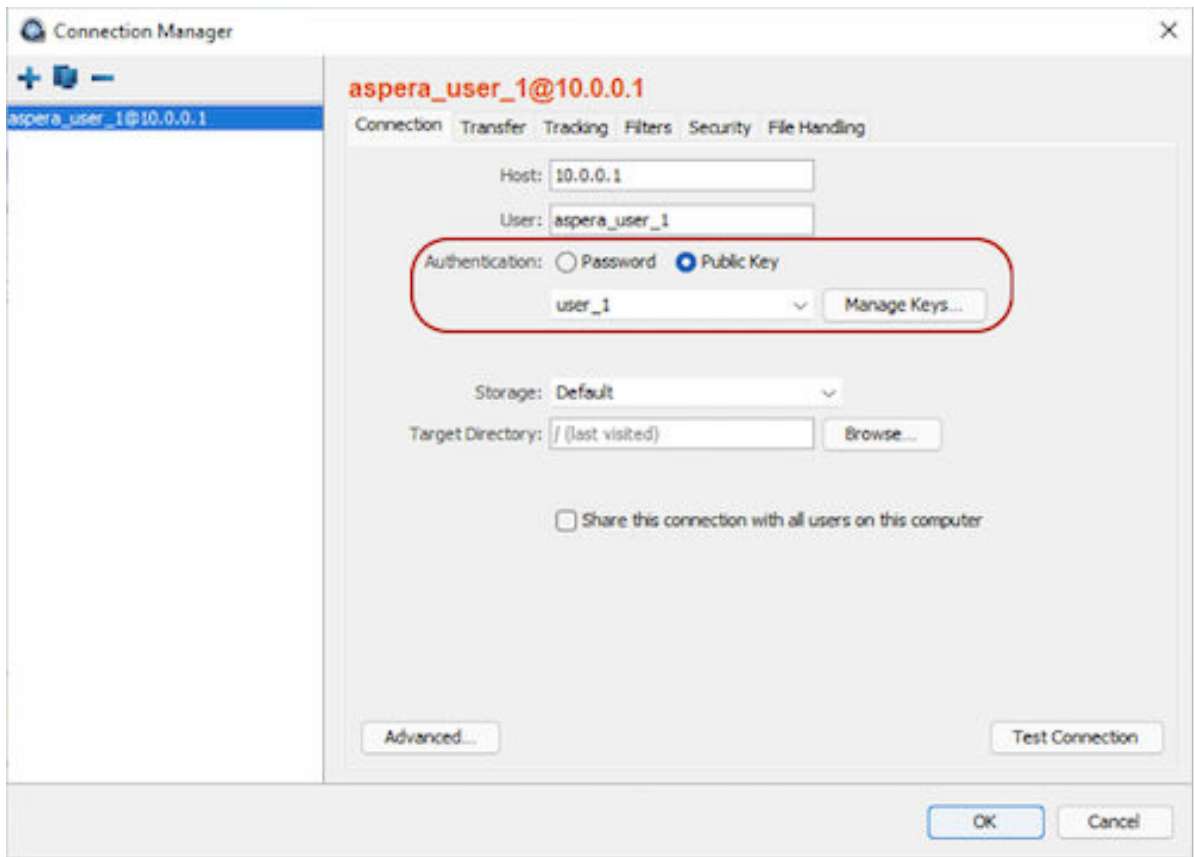 Connection Manager
aspera_user_1@10.0.0.1
aspera_user_1@10.0.0.1
Connection Transfer Tracking Filters Security File Handling
Host: 10.0.0.1
User: aspera_user_1
Authentication: Password Public Key
user_1 Manage Keys...
Storage: Default
Target Directory: / (last visited) Browse...
Share this connection with all users on this computer
Advanced... Test Connection
OK Cancel